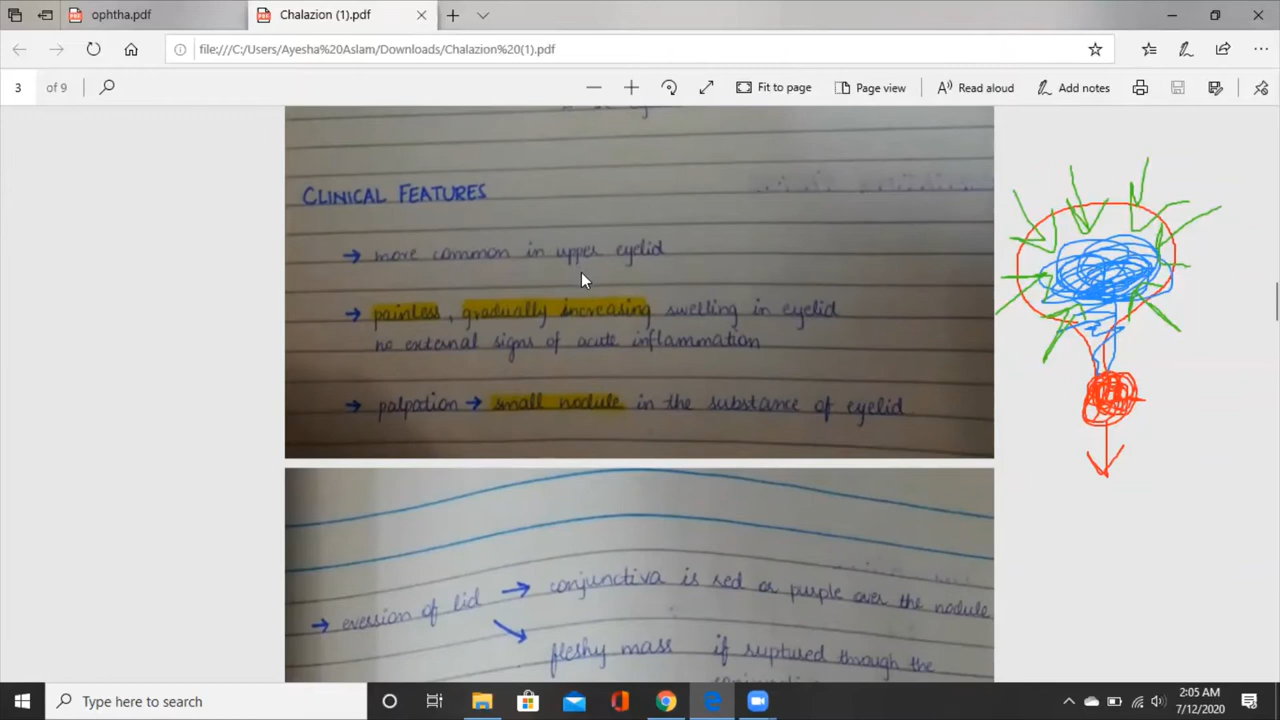 ophtha.pdf
Chalazion (1).pdf
file:///C:/Users/Ayesha%20Aslam/Downloads/Chalazion%20(1).pdf
3 of 9
Fit to page
Page view
Read aloud
Add notes
CLINICAL FEATURES
→ more common in upper eyelid
→ painless, gradually increasing swelling in eyelid
no external signs of acute inflammation
→ palpation → small nodule in the substance of eyelid
→ eversion of lid → conjunctiva is red or purple over the nodule
fleshy mass if ruptured through the
Type here to search
2:05 AM
7/12/2020